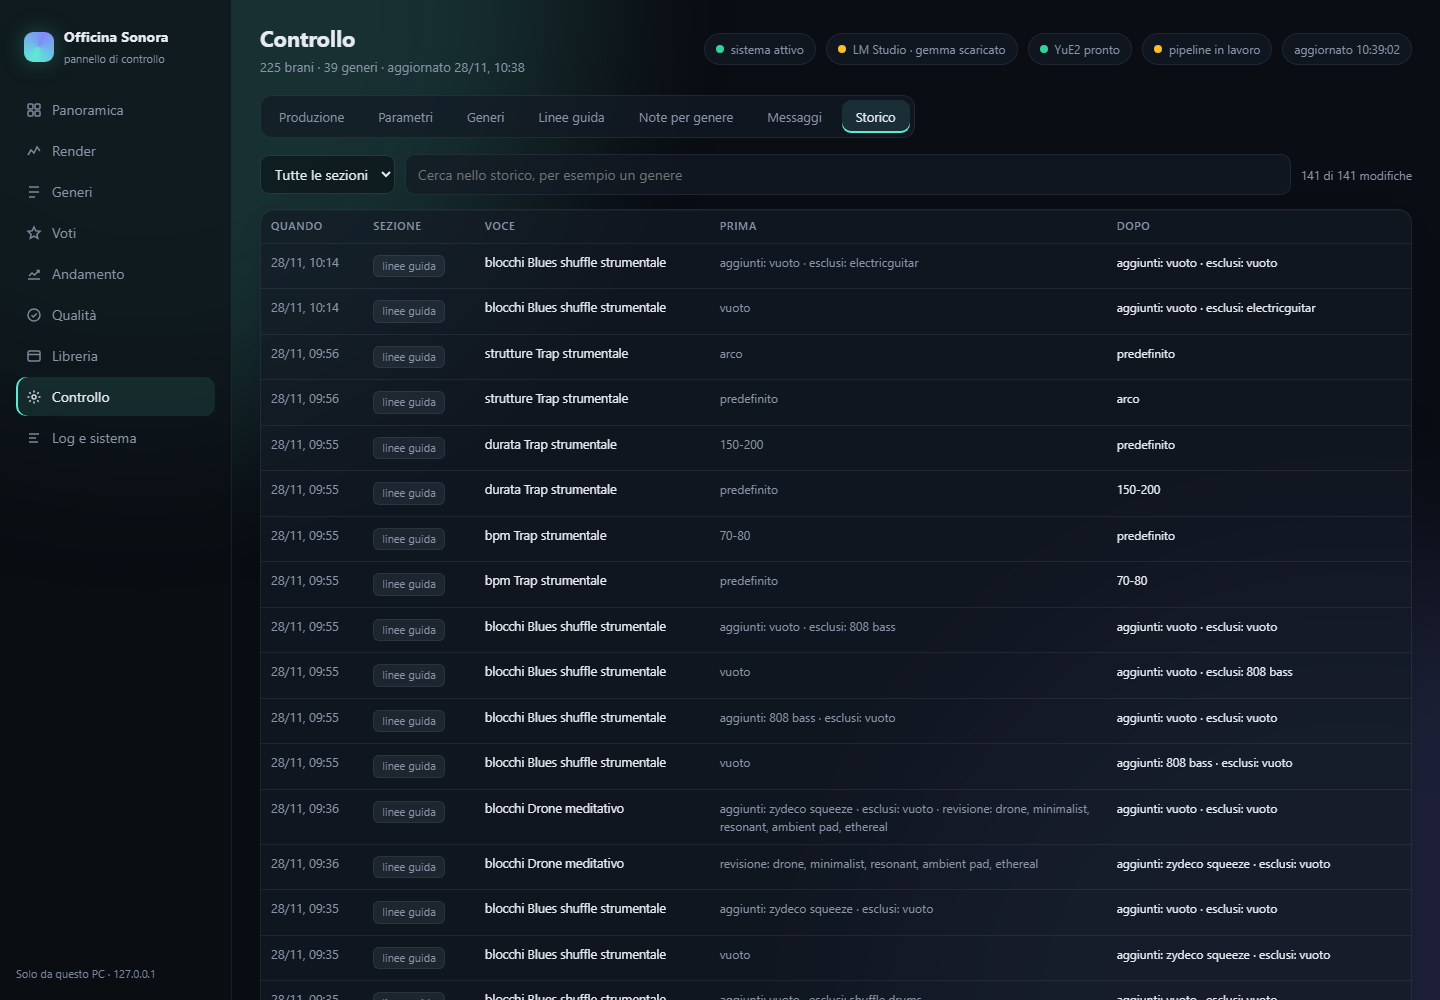 Officina Sonora
pannello di controllo
Panoramica
Render
Generi
Voti
Andamento
Qualità
Libreria
Controllo
Log e sistema
Solo da questo PC · 127.0.0.1
Controllo
225 brani · 39 generi · aggiornato 28/11, 10:38
sistema attivo
LM Studio · gemma scaricato
YuE2 pronto
pipeline in lavoro
aggiornato 10:39:02
Produzione Parametri Generi Linee guida Note per genere Messaggi Storico
Tutte le sezioni
Cerca nello storico, per esempio un genere
141 di 141 modifiche
QUANDO SEZIONE VOCE PRIMA DOPO
28/11, 10:14 linee guida blocchi Blues shuffle strumentale aggiunti: vuoto · esclusi: electricguitar aggiunti: vuoto · esclusi: vuoto
28/11, 10:14 linee guida blocchi Blues shuffle strumentale vuoto aggiunti: vuoto · esclusi: electricguitar
28/11, 09:56 linee guida strutture Trap strumentale arco predefinito
28/11, 09:56 linee guida strutture Trap strumentale predefinito arco
28/11, 09:55 linee guida durata Trap strumentale 150-200 predefinito
28/11, 09:55 linee guida durata Trap strumentale predefinito 150-200
28/11, 09:55 linee guida bpm Trap strumentale 70-80 predefinito
28/11, 09:55 linee guida bpm Trap strumentale predefinito 70-80
28/11, 09:55 linee guida blocchi Blues shuffle strumentale aggiunti: vuoto · esclusi: 808 bass aggiunti: vuoto · esclusi: vuoto
28/11, 09:55 linee guida blocchi Blues shuffle strumentale vuoto aggiunti: vuoto · esclusi: 808 bass
28/11, 09:55 linee guida blocchi Blues shuffle strumentale aggiunti: 808 bass · esclusi: vuoto aggiunti: vuoto · esclusi: vuoto
28/11, 09:55 linee guida blocchi Blues shuffle strumentale vuoto aggiunti: 808 bass · esclusi: vuoto
28/11, 09:36 linee guida blocchi Drone meditativo aggiunti: zydeco squeeze · esclusi: vuoto · revisione: drone, minimalist, aggiunti: vuoto · esclusi: vuoto
resonant, ambient pad, ethereal
28/11, 09:36 linee guida blocchi Drone meditativo revisione: drone, minimalist, resonant, ambient pad, ethereal aggiunti: zydeco squeeze · esclusi: vuoto
28/11, 09:35 linee guida blocchi Blues shuffle strumentale aggiunti: zydeco squeeze · esclusi: vuoto aggiunti: vuoto · esclusi: vuoto
28/11, 09:35 linee guida blocchi Blues shuffle strumentale vuoto aggiunti: zydeco squeeze · esclusi: vuoto
28/11, 09:35 linee guida blocchi Blues shuffle strumentale aggiunti: vuoto · esclusi: shuffle drums